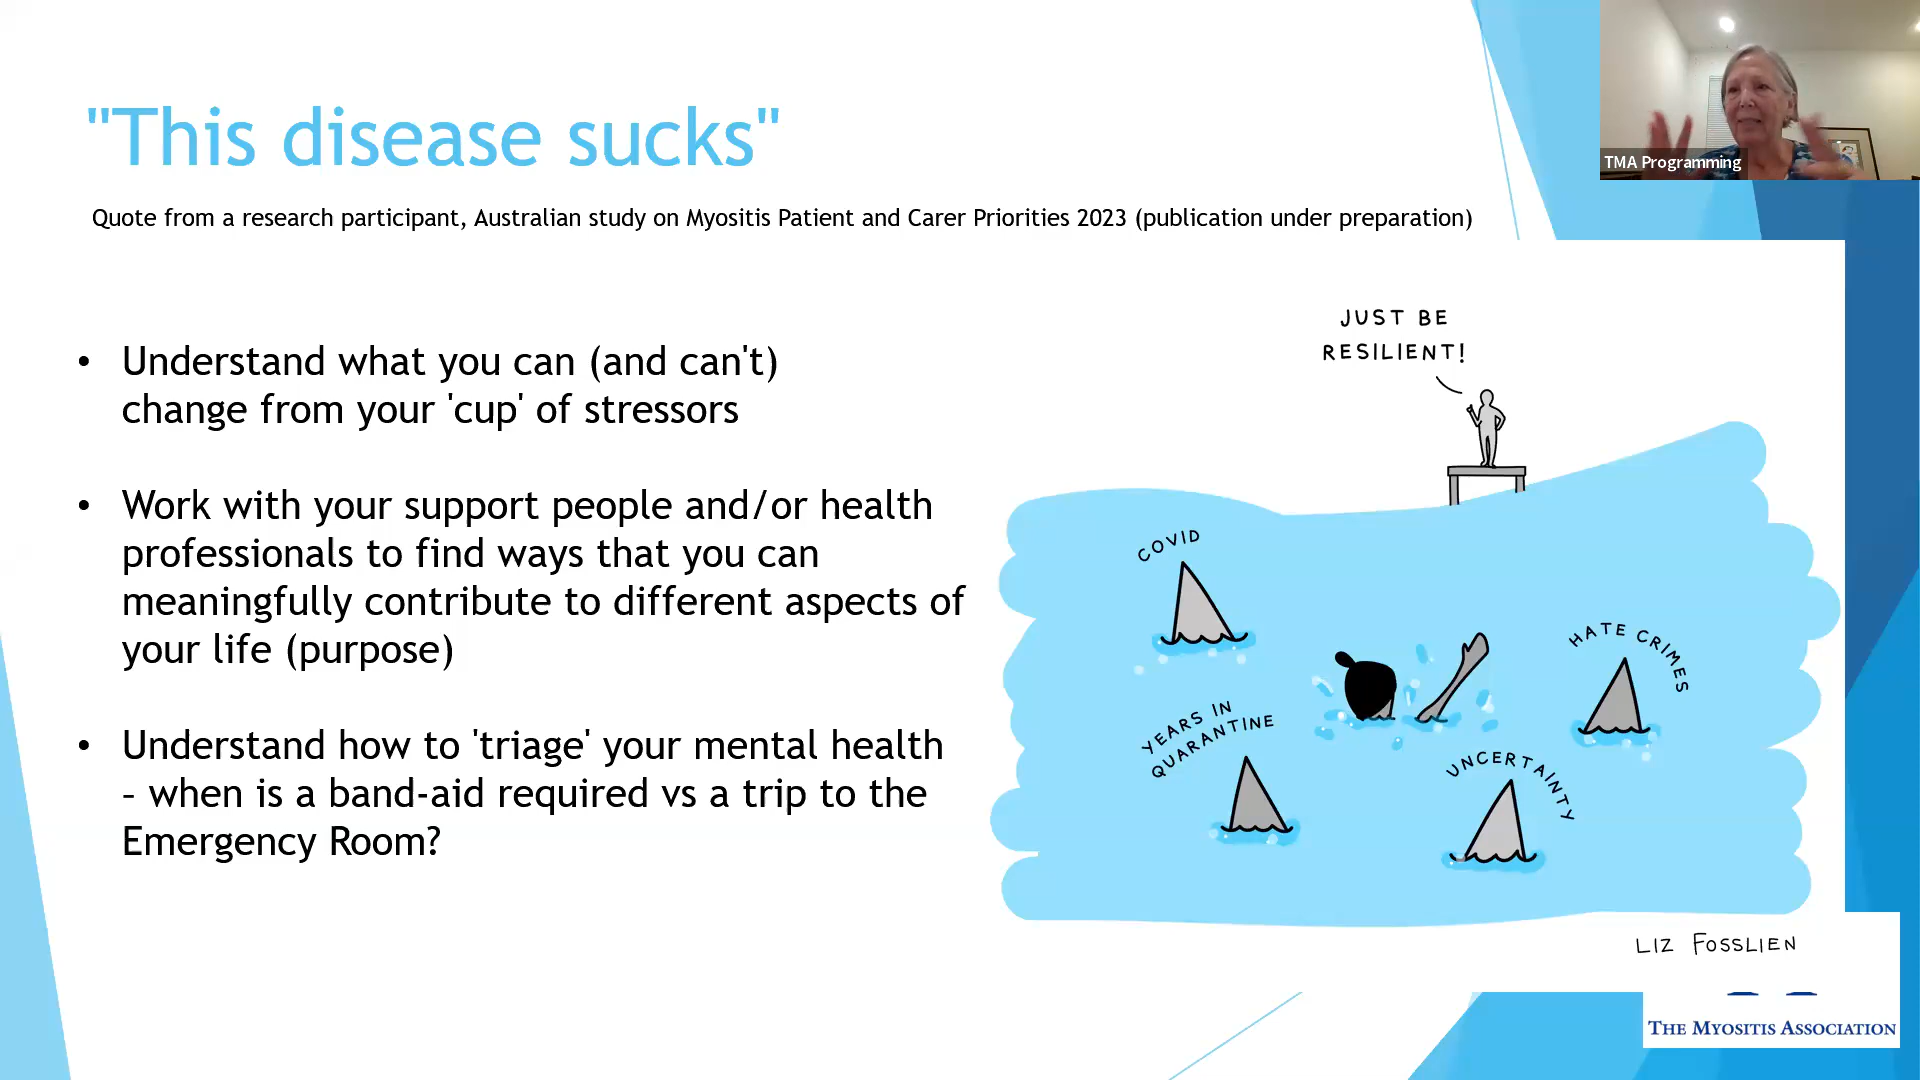 "This disease sucks"
TMA Programming
Quote from a research participant, Australian study on Myositis Patient and Carer Priorities 2023 (publication under preparation)
• Understand what you can (and can't)
change from your 'cup' of stressors
• Work with your support people and/or health
professionals to find ways that you can
meaningfully contribute to different aspects of
your life (purpose)
• Understand how to 'triage' your mental health
– when is a band-aid required vs a trip to the
Emergency Room?
JUST BE
RESILIENT!
COVID
HATE CRIMES
YEARS IN
QUARANTINE
UNCERTAINTY
LIZ FOSSLIEN
THE MYOSITIS ASSOCIATION